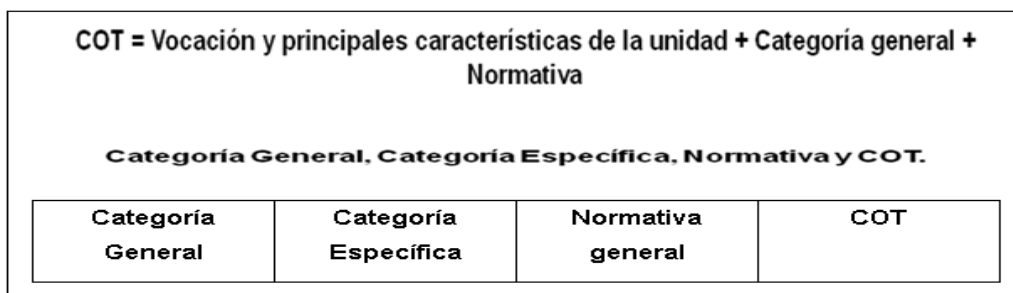 COT = Vocación y principales características de la unidad + Categoría general +
Normativa
Categoría General, Categoría Específica, Normativa y COT.
Categoría General
Categoría Específica
Normativa general
COT